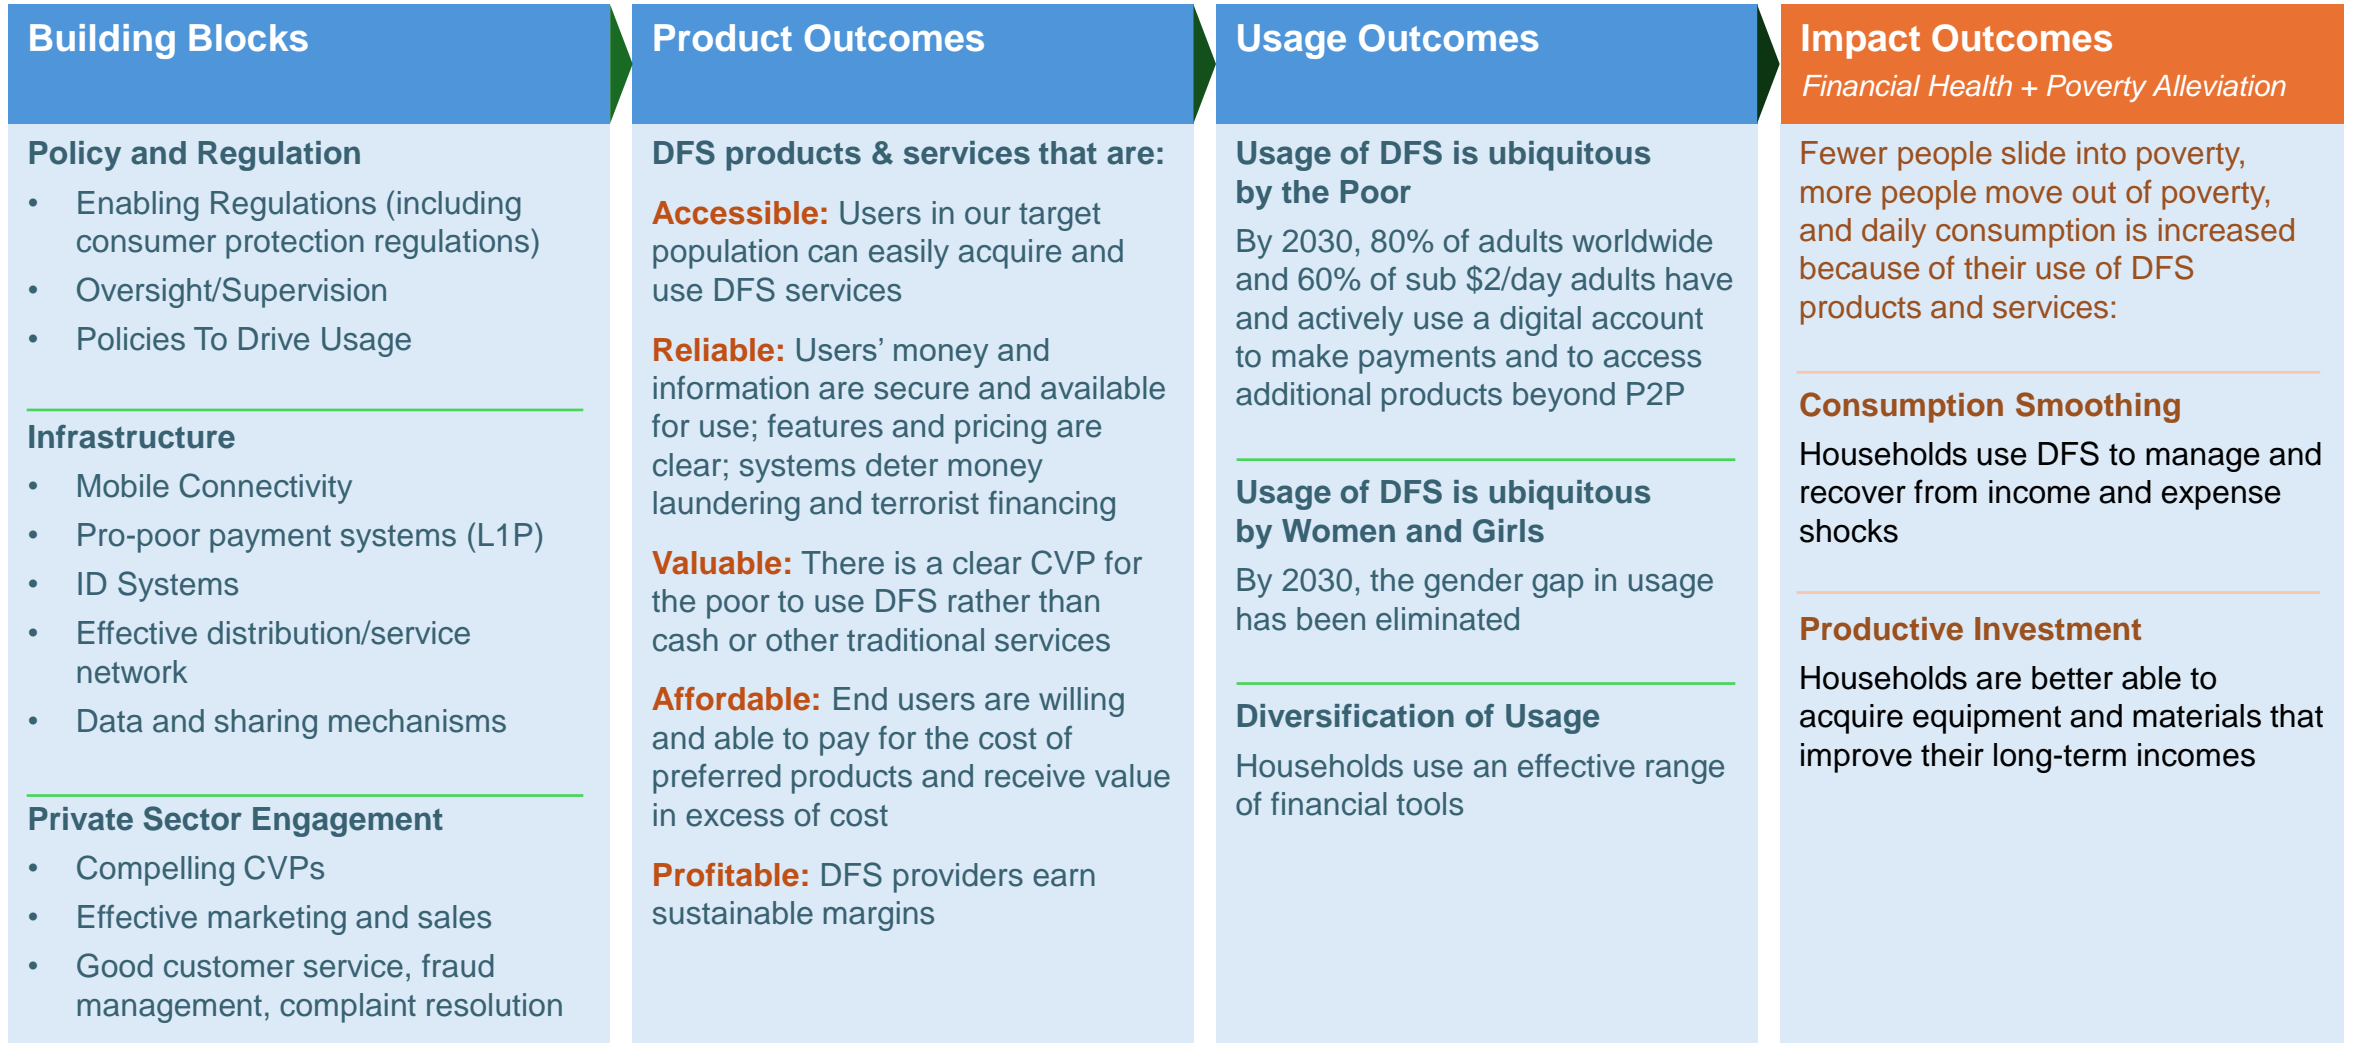 Building Blocks
Policy and Regulation
• Enabling Regulations (including
consumer protection regulations)
• Oversight/Supervision
• Policies To Drive Usage
Infrastructure
• Mobile Connectivity
• Pro-poor payment systems (L1P)
• ID Systems
• Effective distribution/service
network
• Data and sharing mechanisms
Private Sector Engagement
• Compelling CVPs
• Effective marketing and sales
• Good customer service, fraud
management, complaint resolution
Product Outcomes
DFS products & services that are:
Accessible: Users in our target
population can easily acquire and
use DFS services
Reliable: Users’ money and
information are secure and available
for use; features and pricing are
clear; systems deter money
laundering and terrorist financing
Valuable: There is a clear CVP for
the poor to use DFS rather than
cash or other traditional services
Affordable: End users are willing
and able to pay for the cost of
preferred products and receive value
in excess of cost
Profitable: DFS providers earn
sustainable margins
Usage Outcomes
Usage of DFS is ubiquitous
by the Poor
By 2030, 80% of adults worldwide
and 60% of sub $2/day adults have
and actively use a digital account
to make payments and to access
additional products beyond P2P
Usage of DFS is ubiquitous
by Women and Girls
By 2030, the gender gap in usage
has been eliminated
Diversification of Usage
Households use an effective range
of financial tools
Impact Outcomes
Financial Health + Poverty Alleviation
Fewer people slide into poverty,
more people move out of poverty,
and daily consumption is increased
because of their use of DFS
products and services:
Consumption Smoothing
Households use DFS to manage and
recover from income and expense
shocks
Productive Investment
Households are better able to
acquire equipment and materials that
improve their long-term incomes